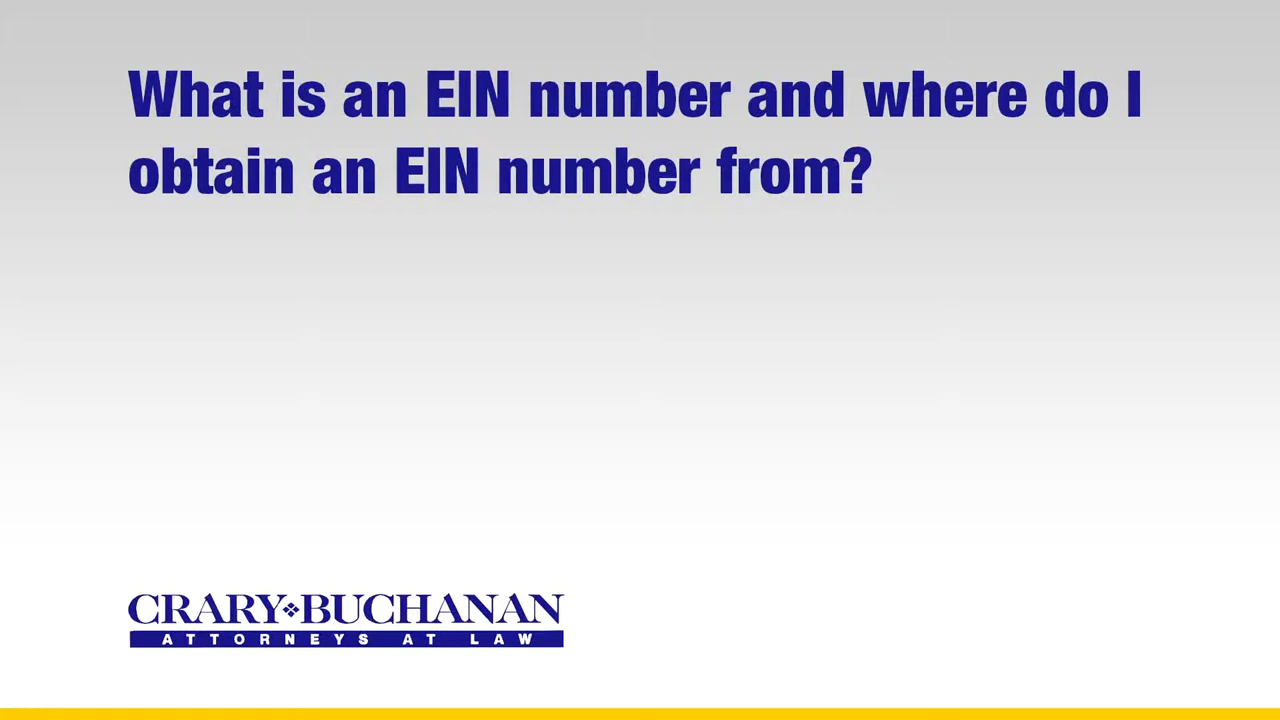 What is an EIN number and where do I
obtain an EIN number from?
CRARY BUCHANAN
ATTORNEYS AT LAW